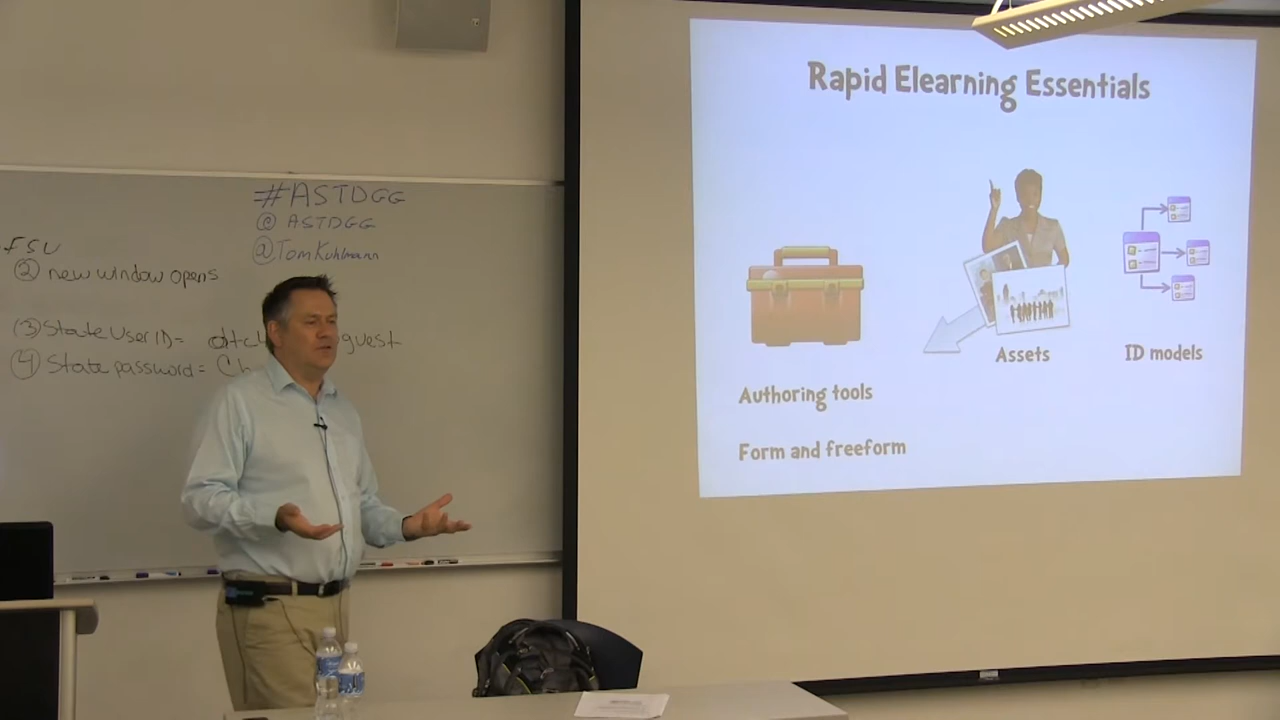 #ASTDGG
@ASTDGG
@TomKuhlmann
FSU
② new window opens
③ State User ID= guest
④ State password=
Rapid Elearning Essentials
Assets
ID models
Authoring tools
Form and freeform